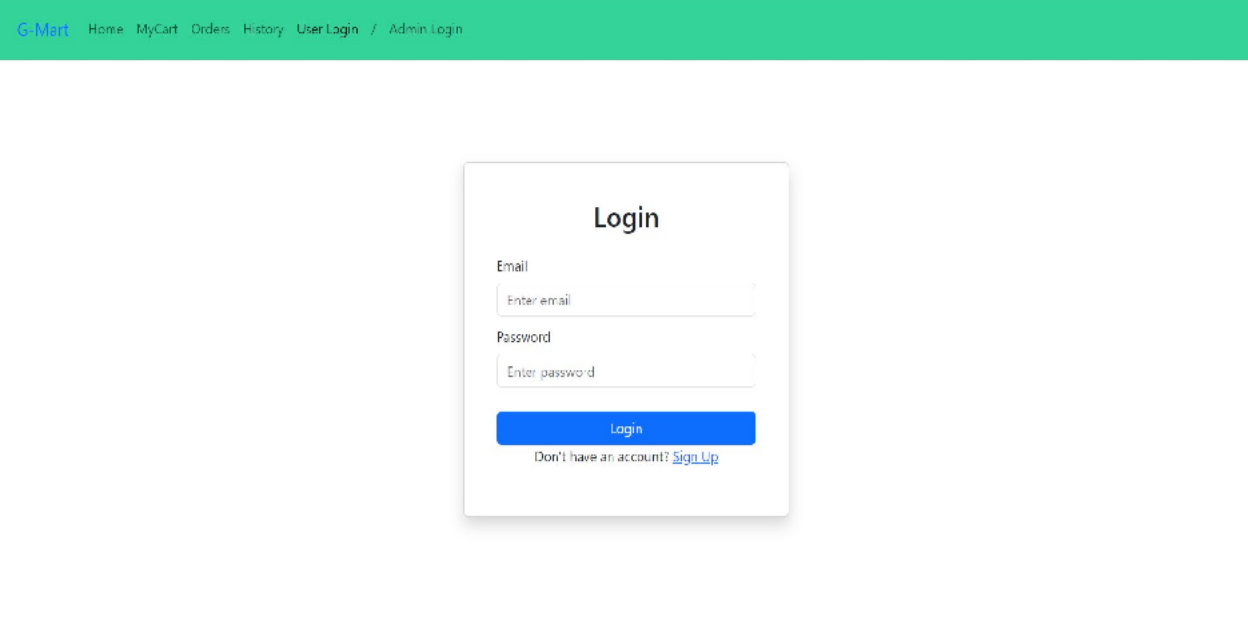 G-Mart Home MyCart Orders History User Login / Admin Login
Login
Email
Enter email
Password
Enter password
Login
Don't have an account? Sign Up